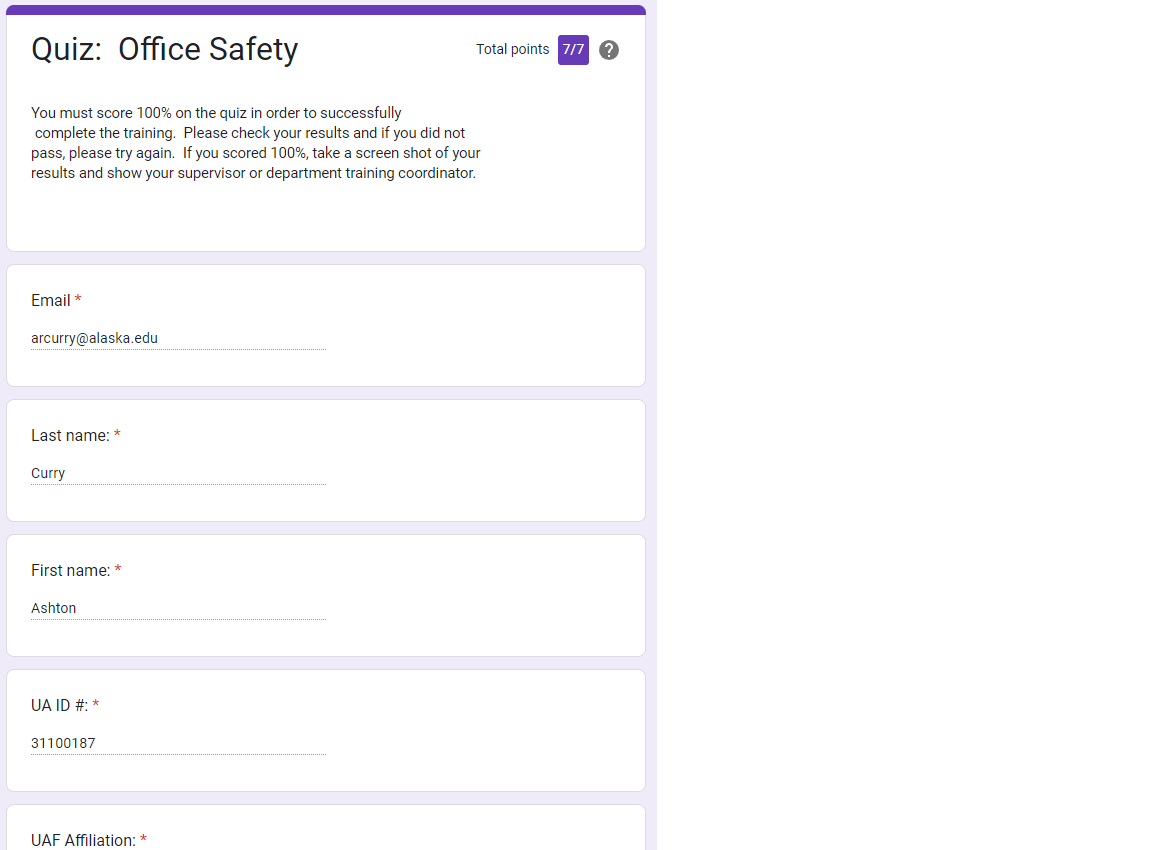 Quiz:  Office Safety
Total points 7/7
You must score 100% on the quiz in order to successfully
complete the training.  Please check your results and if you did not
pass, please try again.  If you scored 100%, take a screen shot of your
results and show your supervisor or department training coordinator.
Email *
arcurry@alaska.edu
Last name: *
Curry
First name: *
Ashton
UA ID #: *
31100187
UAF Affiliation: *